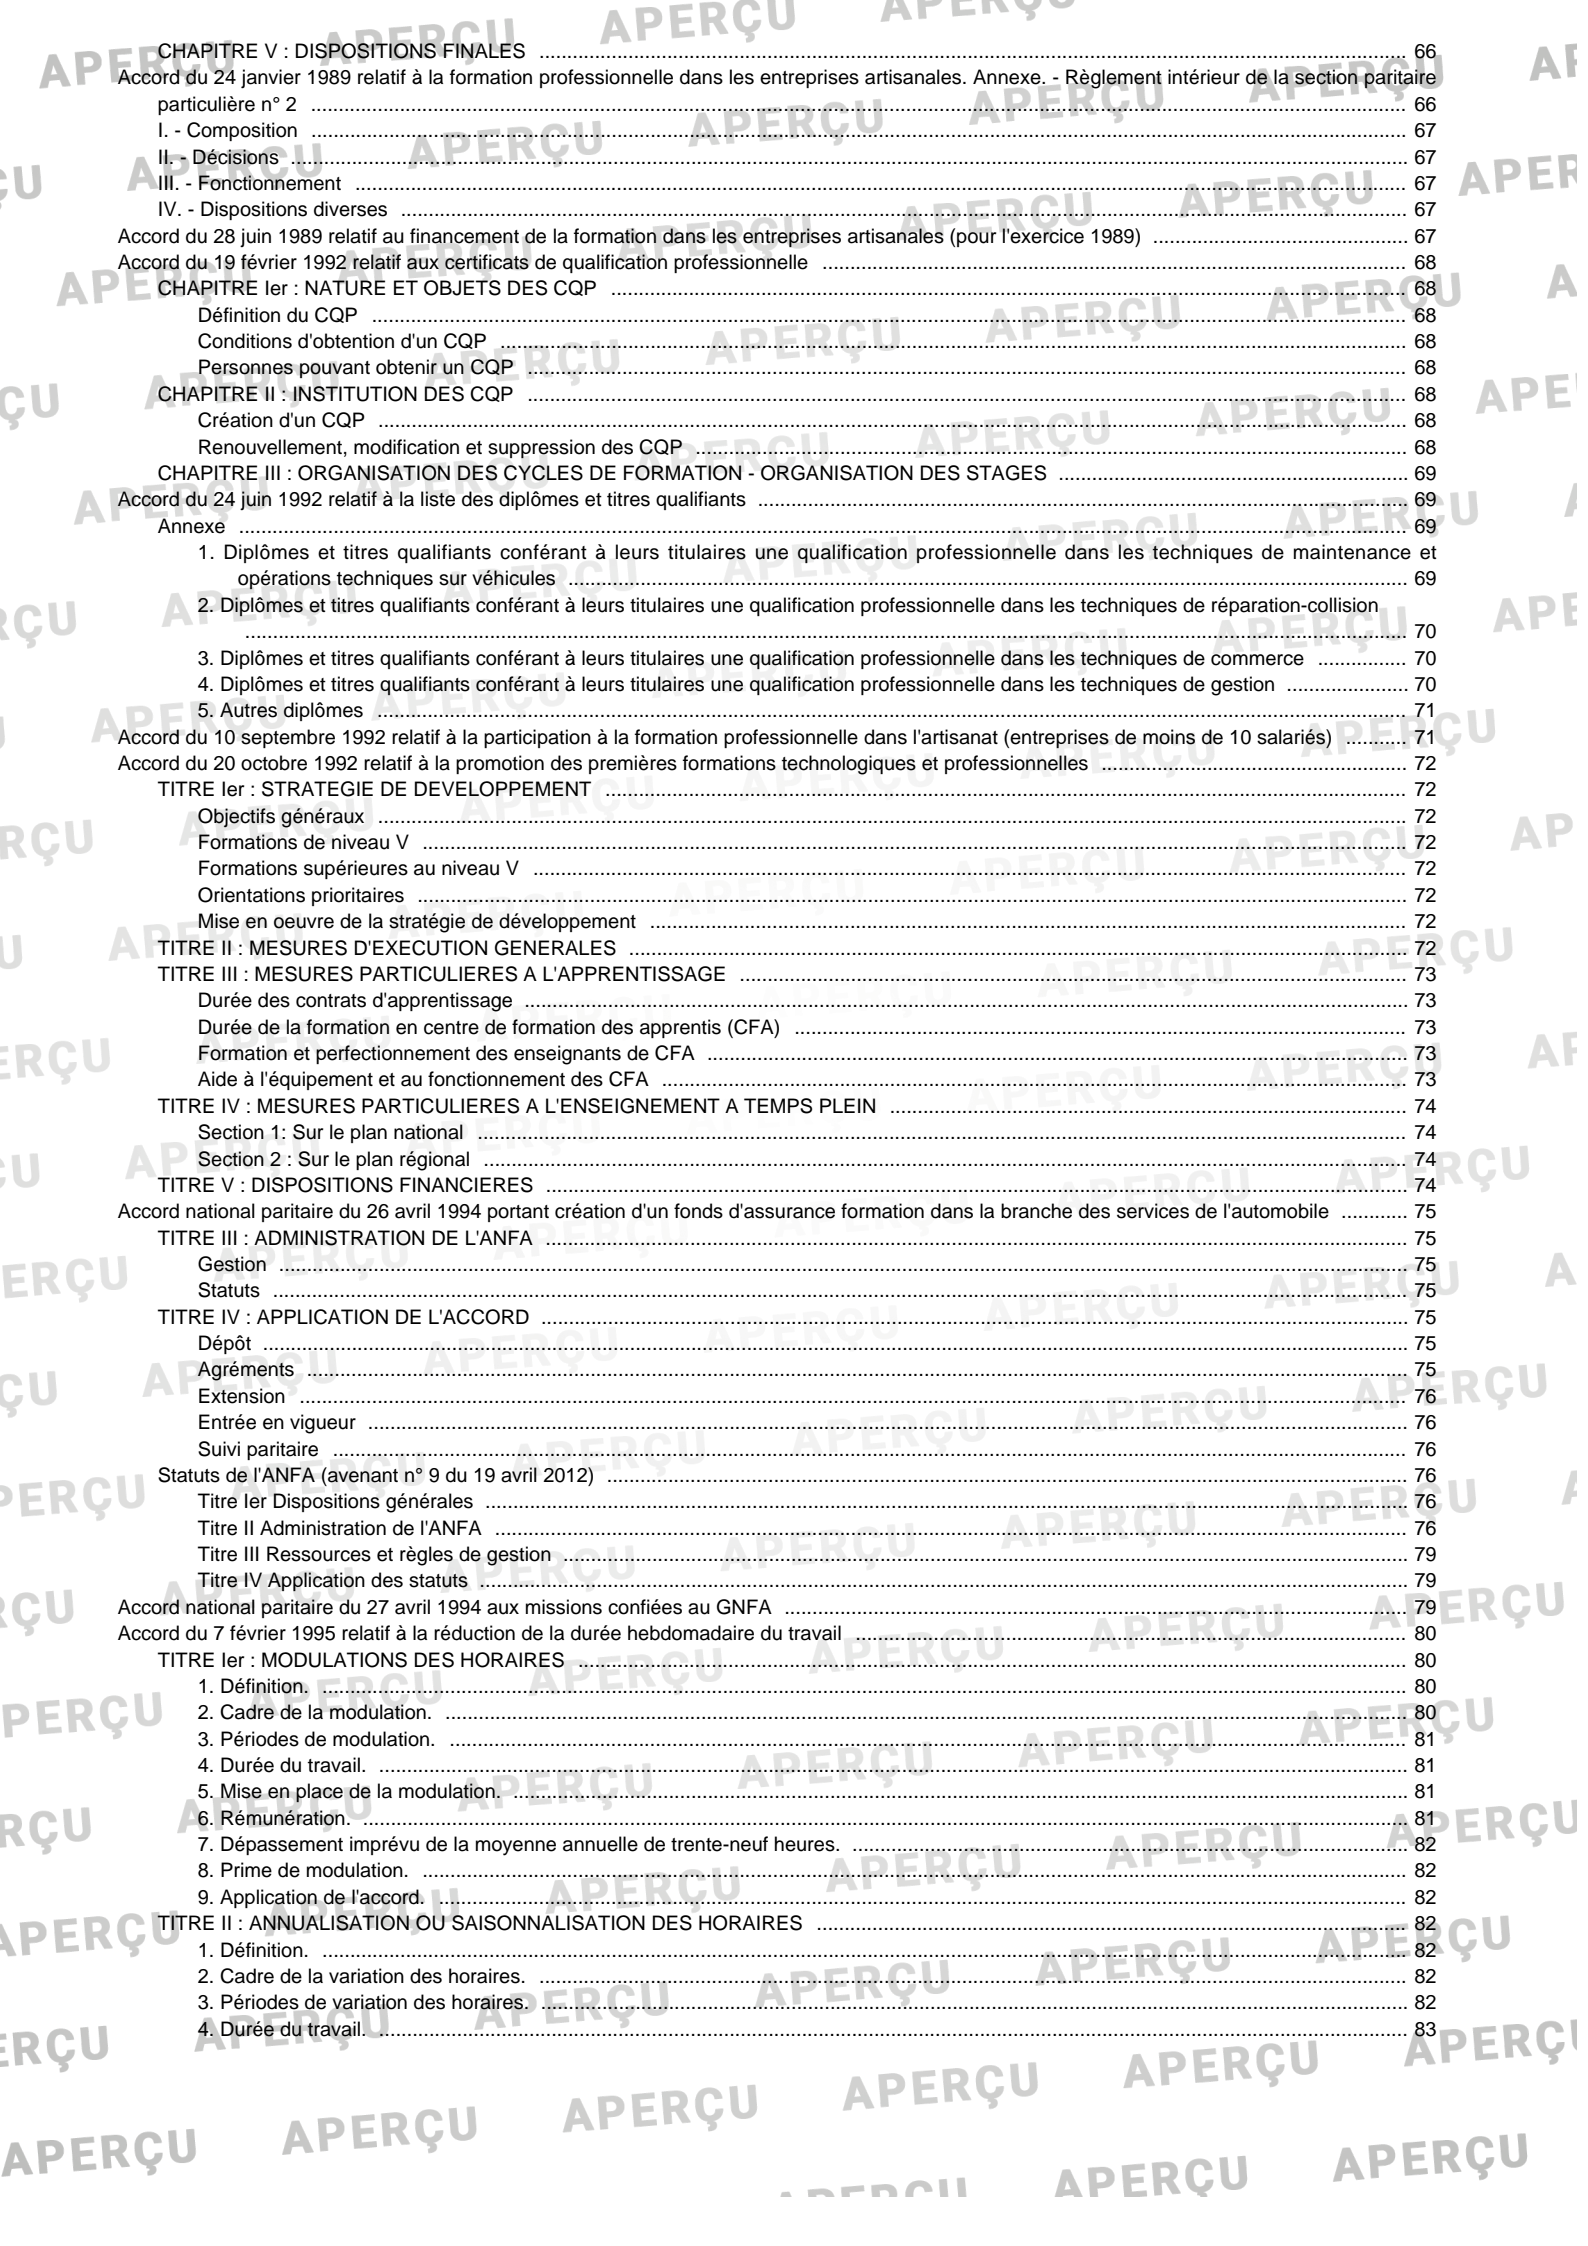 CHAPITRE V : DISPOSITIONS FINALES ........ 66
Accord du 24 janvier 1989 relatif à la formation professionnelle dans les entreprises artisanales. Annexe. - Règlement intérieur de la section paritaire
particulière n° 2 ........ 66
I. - Composition ........ 67
II. - Décisions ........ 67
III. - Fonctionnement ........ 67
IV. - Dispositions diverses ........ 67
Accord du 28 juin 1989 relatif au financement de la formation dans les entreprises artisanales (pour l'exercice 1989) ........ 67
Accord du 19 février 1992 relatif aux certificats de qualification professionnelle ........ 68
CHAPITRE Ier : NATURE ET OBJETS DES CQP ........ 68
Définition du CQP ........ 68
Conditions d'obtention d'un CQP ........ 68
Personnes pouvant obtenir un CQP ........ 68
CHAPITRE II : INSTITUTION DES CQP ........ 68
Création d'un CQP ........ 68
Renouvellement, modification et suppression des CQP ........ 68
CHAPITRE III : ORGANISATION DES CYCLES DE FORMATION - ORGANISATION DES STAGES ........ 69
Accord du 24 juin 1992 relatif à la liste des diplômes et titres qualifiants ........ 69
Annexe ........ 69
1. Diplômes et titres qualifiants conférant à leurs titulaires une qualification professionnelle dans les techniques de maintenance et
opérations techniques sur véhicules ........ 69
2. Diplômes et titres qualifiants conférant à leurs titulaires une qualification professionnelle dans les techniques de réparation-collision
........ 70
3. Diplômes et titres qualifiants conférant à leurs titulaires une qualification professionnelle dans les techniques de commerce ........ 70
4. Diplômes et titres qualifiants conférant à leurs titulaires une qualification professionnelle dans les techniques de gestion ........ 70
5. Autres diplômes ........ 71
Accord du 10 septembre 1992 relatif à la participation à la formation professionnelle dans l'artisanat (entreprises de moins de 10 salariés) ........ 71
Accord du 20 octobre 1992 relatif à la promotion des premières formations technologiques et professionnelles ........ 72
TITRE Ier : STRATEGIE DE DEVELOPPEMENT ........ 72
Objectifs généraux ........ 72
Formations de niveau V ........ 72
Formations supérieures au niveau V ........ 72
Orientations prioritaires ........ 72
Mise en oeuvre de la stratégie de développement ........ 72
TITRE II : MESURES D'EXECUTION GENERALES ........ 72
TITRE III : MESURES PARTICULIERES A L'APPRENTISSAGE ........ 73
Durée des contrats d'apprentissage ........ 73
Durée de la formation en centre de formation des apprentis (CFA) ........ 73
Formation et perfectionnement des enseignants de CFA ........ 73
Aide à l'équipement et au fonctionnement des CFA ........ 73
TITRE IV : MESURES PARTICULIERES A L'ENSEIGNEMENT A TEMPS PLEIN ........ 74
Section 1: Sur le plan national ........ 74
Section 2 : Sur le plan régional ........ 74
TITRE V : DISPOSITIONS FINANCIERES ........ 74
Accord national paritaire du 26 avril 1994 portant création d'un fonds d'assurance formation dans la branche des services de l'automobile ........ 75
TITRE III : ADMINISTRATION DE L'ANFA ........ 75
Gestion ........ 75
Statuts ........ 75
TITRE IV : APPLICATION DE L'ACCORD ........ 75
Dépôt ........ 75
Agréments ........ 75
Extension ........ 76
Entrée en vigueur ........ 76
Suivi paritaire ........ 76
Statuts de l'ANFA (avenant n° 9 du 19 avril 2012) ........ 76
Titre Ier Dispositions générales ........ 76
Titre II Administration de l'ANFA ........ 76
Titre III Ressources et règles de gestion ........ 79
Titre IV Application des statuts ........ 79
Accord national paritaire du 27 avril 1994 aux missions confiées au GNFA ........ 79
Accord du 7 février 1995 relatif à la réduction de la durée hebdomadaire du travail ........ 80
TITRE Ier : MODULATIONS DES HORAIRES ........ 80
1. Définition. ........ 80
2. Cadre de la modulation. ........ 80
3. Périodes de modulation. ........ 81
4. Durée du travail. ........ 81
5. Mise en place de la modulation. ........ 81
6. Rémunération. ........ 81
7. Dépassement imprévu de la moyenne annuelle de trente-neuf heures. ........ 82
8. Prime de modulation. ........ 82
9. Application de l'accord. ........ 82
TITRE II : ANNUALISATION OU SAISONNALISATION DES HORAIRES ........ 82
1. Définition. ........ 82
2. Cadre de la variation des horaires. ........ 82
3. Périodes de variation des horaires. ........ 82
4. Durée du travail. ........ 83
APERÇU